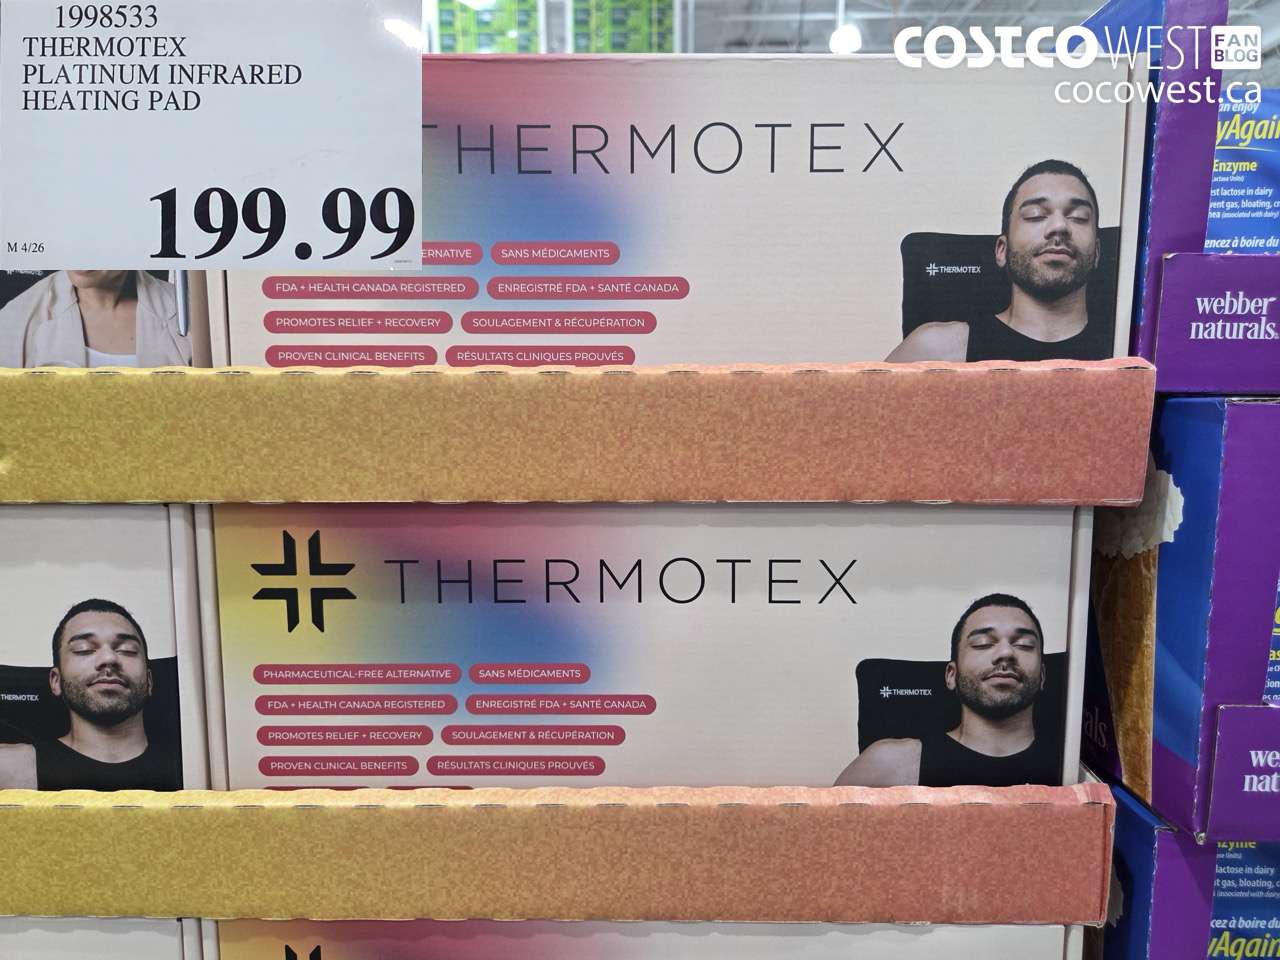 1998533
THERMOTEX
PLATINUM INFRARED
HEATING PAD
199.99
M 4/26
COSTCO WEST FAN BLOG
cocowest.ca
THERMOTEX
SANS MÉDICAMENTS
FDA + HEALTH CANADA REGISTERED
ENREGISTRÉ FDA + SANTÉ CANADA
PROMOTES RELIEF + RECOVERY
SOULAGEMENT & RÉCUPÉRATION
PROVEN CLINICAL BENEFITS
RÉSULTATS CLINIQUES PROUVÉS
THERMOTEX
Enzyme
webber
naturals
THERMOTEX
PHARMACEUTICAL-FREE ALTERNATIVE
SANS MÉDICAMENTS
FDA + HEALTH CANADA REGISTERED
ENREGISTRÉ FDA + SANTÉ CANADA
PROMOTES RELIEF + RECOVERY
SOULAGEMENT & RÉCUPÉRATION
PROVEN CLINICAL BENEFITS
RÉSULTATS CLINIQUES PROUVÉS
THERMOTEX
THERMOTEX